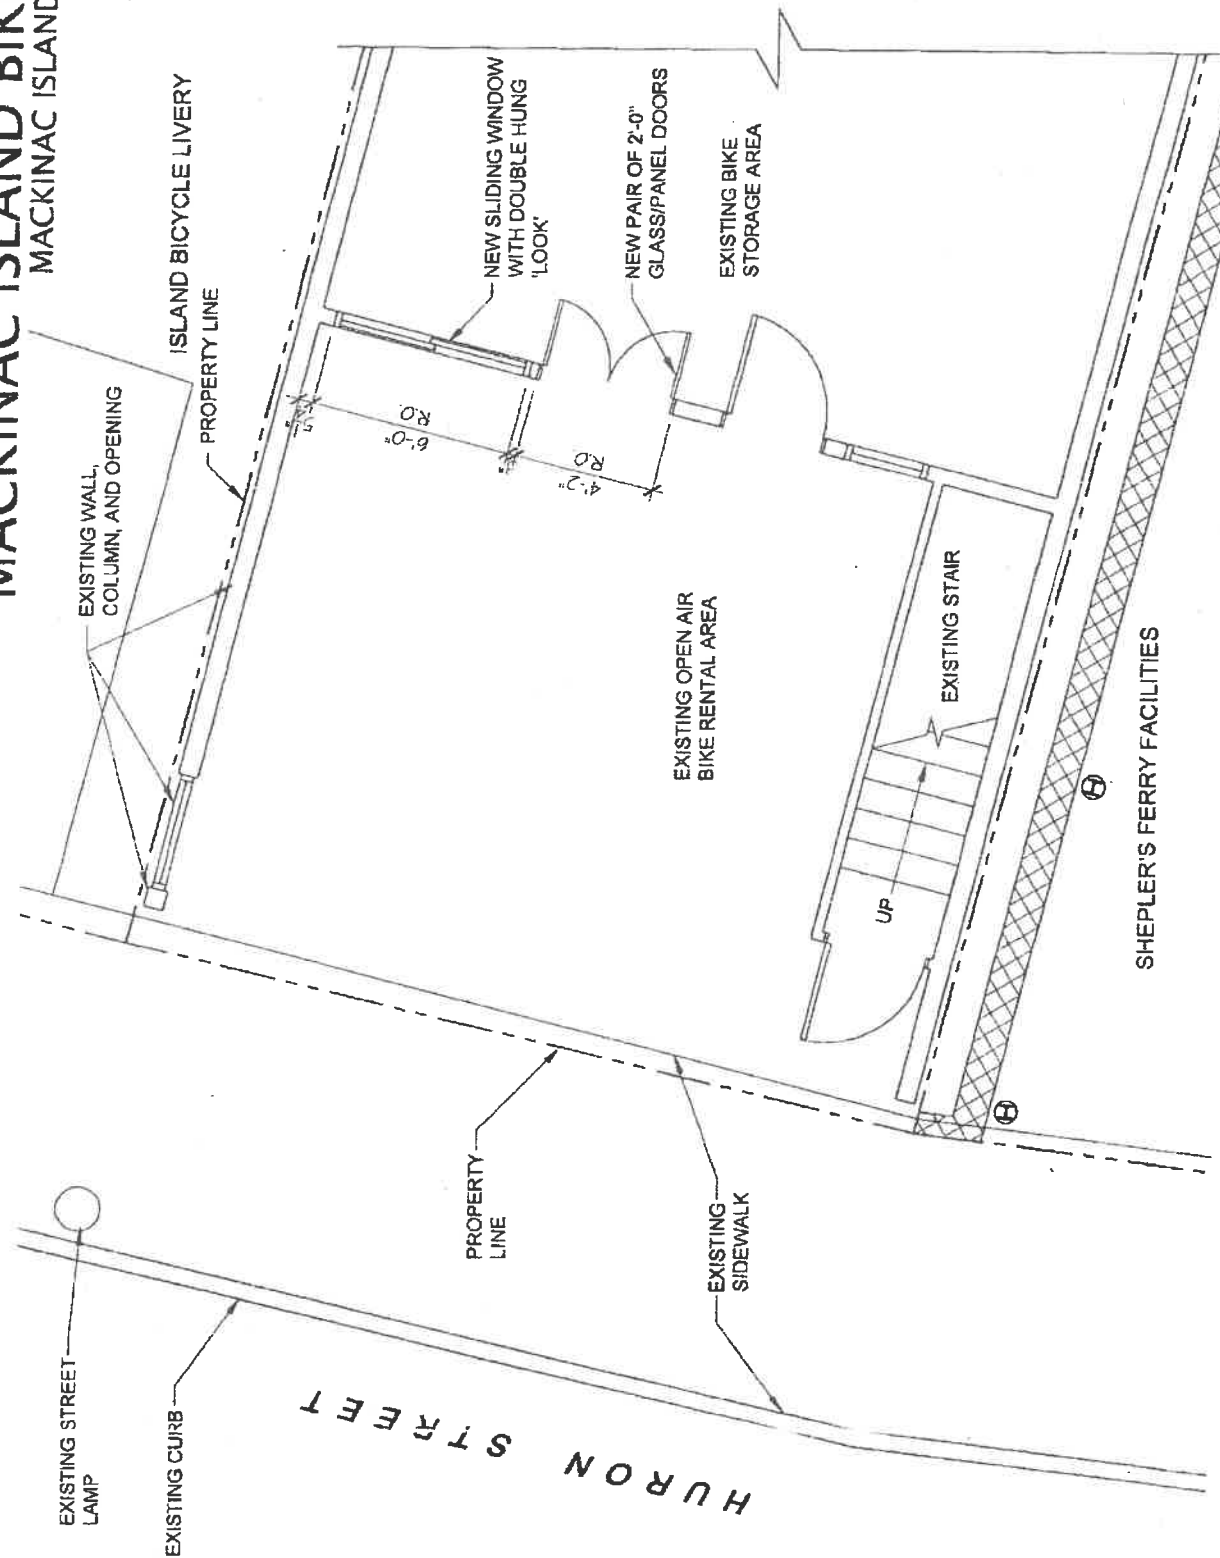 MACKINAC ISLAND BIK
MACKINAC ISLAND
ISLAND BICYCLE LIVERY
PROPERTY LINE
EXISTING WALL,
COLUMN, AND OPENING
NEW SLIDING WINDOW
WITH DOUBLE HUNG
'LOOK'
NEW PAIR OF 2'-0"
GLASS/PANEL DOORS
EXISTING BIKE
STORAGE AREA
6'-0"
R.O.
4'-2"
R.O.
EXISTING OPEN AIR
BIKE RENTAL AREA
EXISTING STAIR
UP
SHEPLER'S FERRY FACILITIES
H
H
PROPERTY
LINE
EXISTING
SIDEWALK
EXISTING STREET
LAMP
EXISTING CURB
HURON STREET